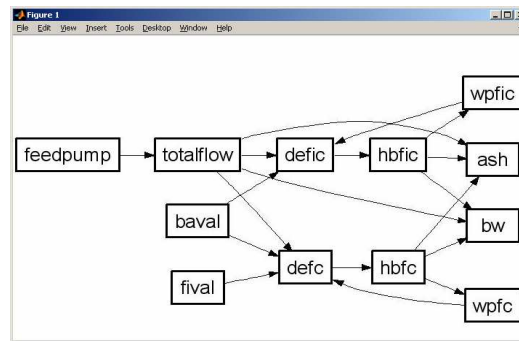 Figure 1
File Edit View Insert Tools Desktop Window Help
wpfic
feedpump totalflow defic hbfic ash
baval bw
defc hbfc
fival wpfc